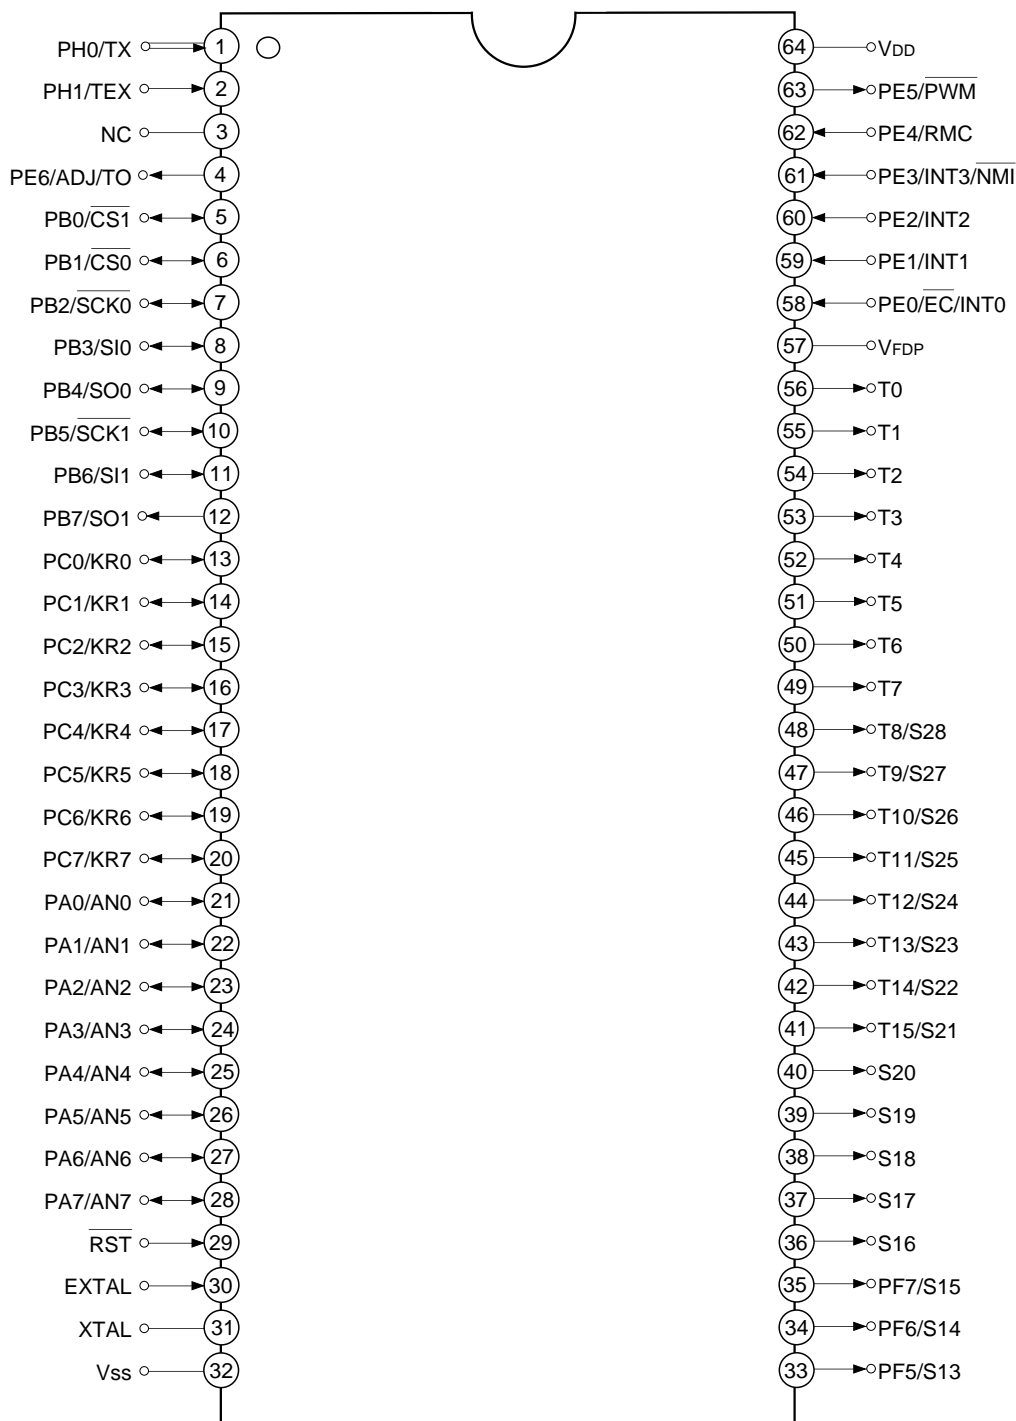 PH0/TX 1 64 VDD
PH1/TEX 2 63 PE5/P̅W̅M̅
NC 3 62 PE4/RMC
PE6/ADJ/TO 4 61 PE3/INT3/N̅M̅I̅
PB0/C̅S̅1̅ 5 60 PE2/INT2
PB1/C̅S̅0̅ 6 59 PE1/INT1
PB2/S̅C̅K̅0̅ 7 58 PE0/E̅C̅/INT0
PB3/SI0 8 57 VFDP
PB4/SO0 9 56 T0
PB5/S̅C̅K̅1̅ 10 55 T1
PB6/SI1 11 54 T2
PB7/SO1 12 53 T3
PC0/KR0 13 52 T4
PC1/KR1 14 51 T5
PC2/KR2 15 50 T6
PC3/KR3 16 49 T7
PC4/KR4 17 48 T8/S28
PC5/KR5 18 47 T9/S27
PC6/KR6 19 46 T10/S26
PC7/KR7 20 45 T11/S25
PA0/AN0 21 44 T12/S24
PA1/AN1 22 43 T13/S23
PA2/AN2 23 42 T14/S22
PA3/AN3 24 41 T15/S21
PA4/AN4 25 40 S20
PA5/AN5 26 39 S19
PA6/AN6 27 38 S18
PA7/AN7 28 37 S17
R̅S̅T̅ 29 36 S16
EXTAL 30 35 PF7/S15
XTAL 31 34 PF6/S14
Vss 32 33 PF5/S13